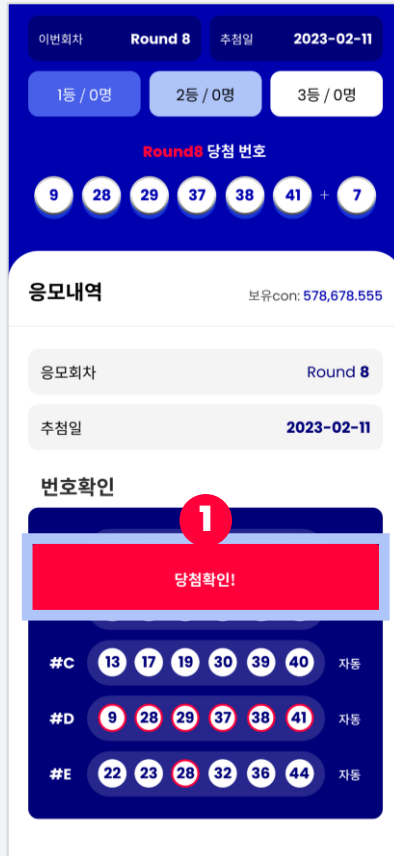 이번회차 Round 8 추첨일 2023-02-11
1등 / 0명 2등 / 0명 3등 / 0명
Round8 당첨 번호
9 28 29 37 38 41 + 7
응모내역 보유con: 578,678.555
응모회차 Round 8
추첨일 2023-02-11
번호확인
1
당첨확인!
#C 13 17 19 30 39 40 자동
#D 9 28 29 37 38 41 자동
#E 22 23 28 32 36 44 자동